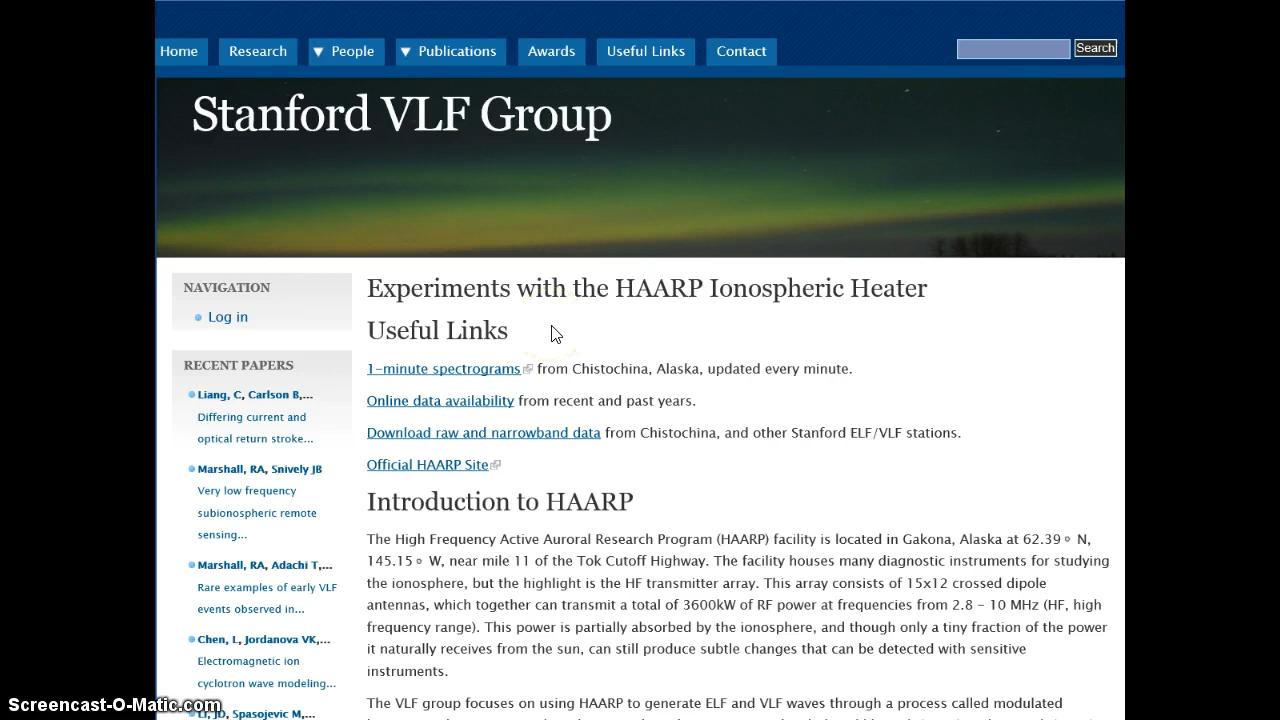 Home Research People Publications Awards Useful Links Contact Search
Stanford VLF Group
NAVIGATION
Log in
RECENT PAPERS
Liang, C, Carlson B,...
Differing current and
optical return stroke...
Marshall, RA, Snively JB
Very low frequency
subionospheric remote
sensing...
Marshall, RA, Adachi T,...
Rare examples of early VLF
events observed in...
Chen, L, Jordanova VK,...
Electromagnetic ion
cyclotron wave modeling...
Li, JD, Spasojevic M,...
Experiments with the HAARP Ionospheric Heater
Useful Links
1-minute spectrograms from Chistochina, Alaska, updated every minute.
Online data availability from recent and past years.
Download raw and narrowband data from Chistochina, and other Stanford ELF/VLF stations.
Official HAARP Site
Introduction to HAARP
The High Frequency Active Auroral Research Program (HAARP) facility is located in Gakona, Alaska at 62.39° N,
145.15° W, near mile 11 of the Tok Cutoff Highway. The facility houses many diagnostic instruments for studying
the ionosphere, but the highlight is the HF transmitter array. This array consists of 15x12 crossed dipole
antennas, which together can transmit a total of 3600kW of RF power at frequencies from 2.8 - 10 MHz (HF, high
frequency range). This power is partially absorbed by the ionosphere, and though only a tiny fraction of the power
it naturally receives from the sun, can still produce subtle changes that can be detected with sensitive
instruments.
The VLF group focuses on using HAARP to generate ELF and VLF waves through a process called modulated
Screencast-O-Matic.com